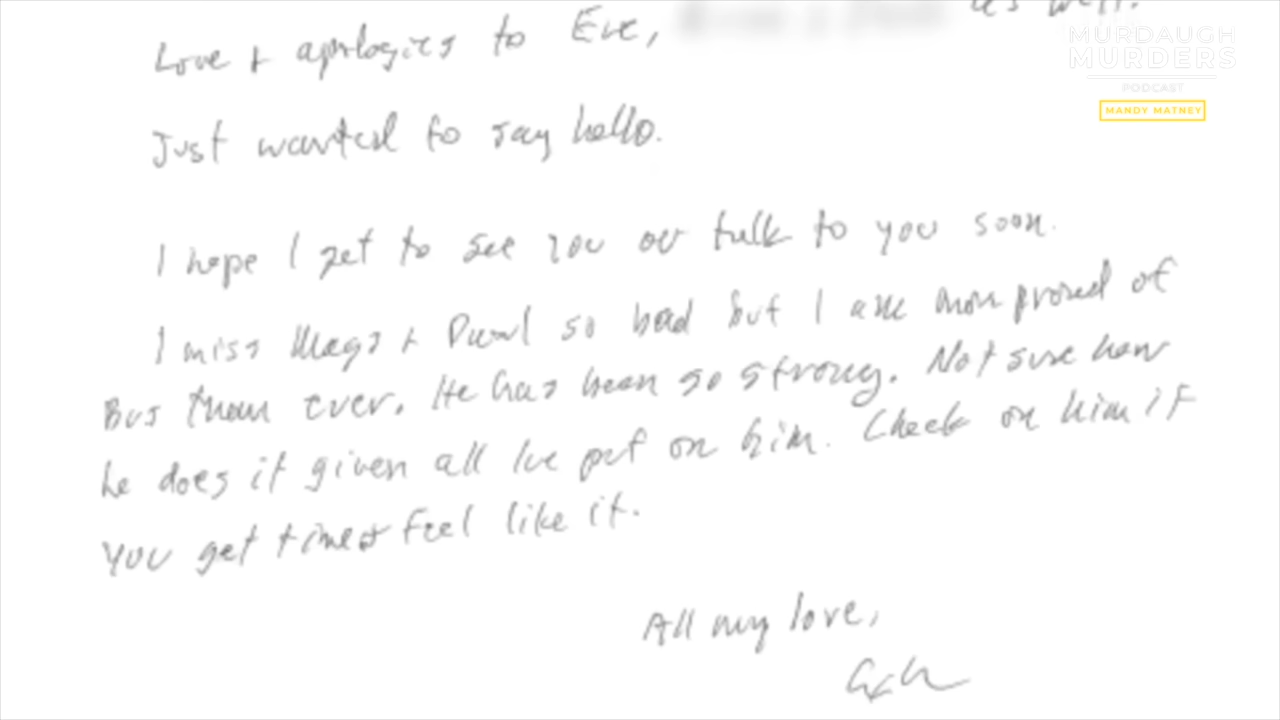 Love + apologies to Eve, as well.
MURDAUGH
MURDERS
PODCAST
MANDY MATNEY
Just wanted to say hello.
I hope I get to see you or talk to you soon.
I miss Mags + Paul so bad but I am more proud of
Bus than ever. He has been so strong. Not sure how
he does it given all Ive put on him. Check on him if
you get time + feel like it.
All my love,